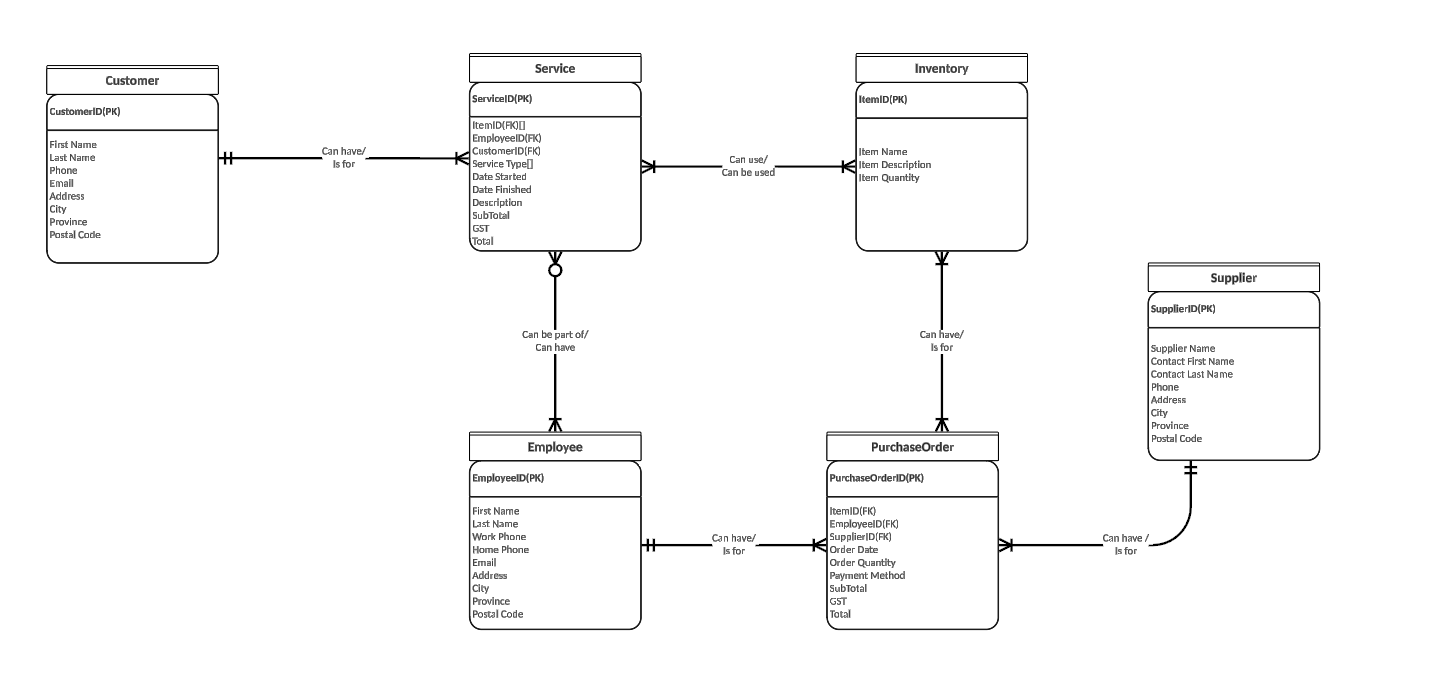 Customer
CustomerID(PK)
First Name
Last Name
Phone
Email
Address
City
Province
Postal Code
Can have/
Is for
Service
ServiceID(PK)
ItemID(FK)[]
EmployeeID(FK)
CustomerID(FK)
Service Type[]
Date Started
Date Finished
Description
SubTotal
GST
Total
Can use/
Can be used
Inventory
ItemID(PK)
Item Name
Item Description
Item Quantity
Can be part of/
Can have
Can have/
Is for
Supplier
SupplierID(PK)
Supplier Name
Contact First Name
Contact Last Name
Phone
Address
City
Province
Postal Code
Employee
EmployeeID(PK)
First Name
Last Name
Work Phone
Home Phone
Email
Address
City
Province
Postal Code
Can have/
Is for
PurchaseOrder
PurchaseOrderID(PK)
ItemID(FK)
EmployeeID(FK)
SupplierID(FK)
Order Date
Order Quantity
Payment Method
SubTotal
GST
Total
Can have /
Is for